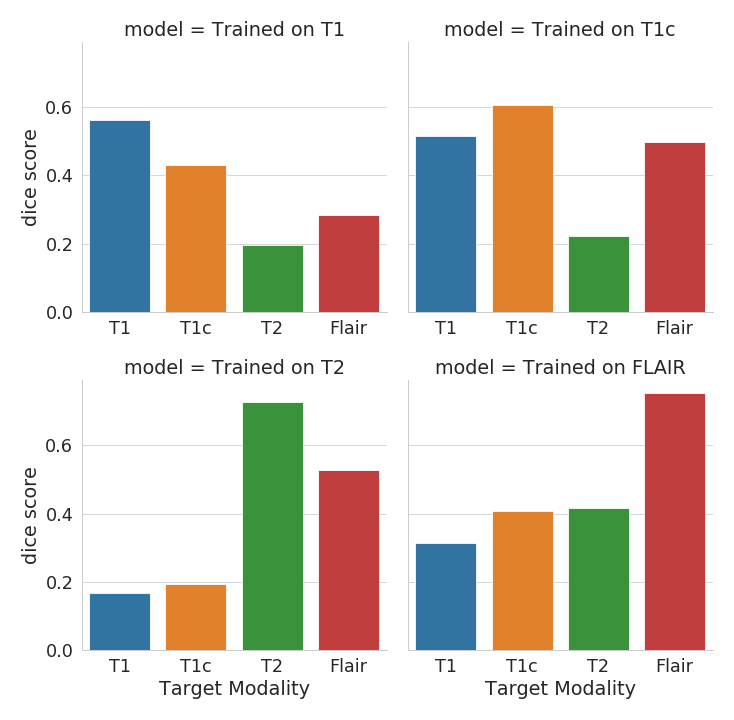 model = Trained on T1
model = Trained on T1c
dice score
0.6
0.4
0.2
0.0
T1 T1c T2 Flair
T1 T1c T2 Flair
model = Trained on T2
model = Trained on FLAIR
dice score
0.6
0.4
0.2
0.0
T1 T1c T2 Flair
T1 T1c T2 Flair
Target Modality
Target Modality